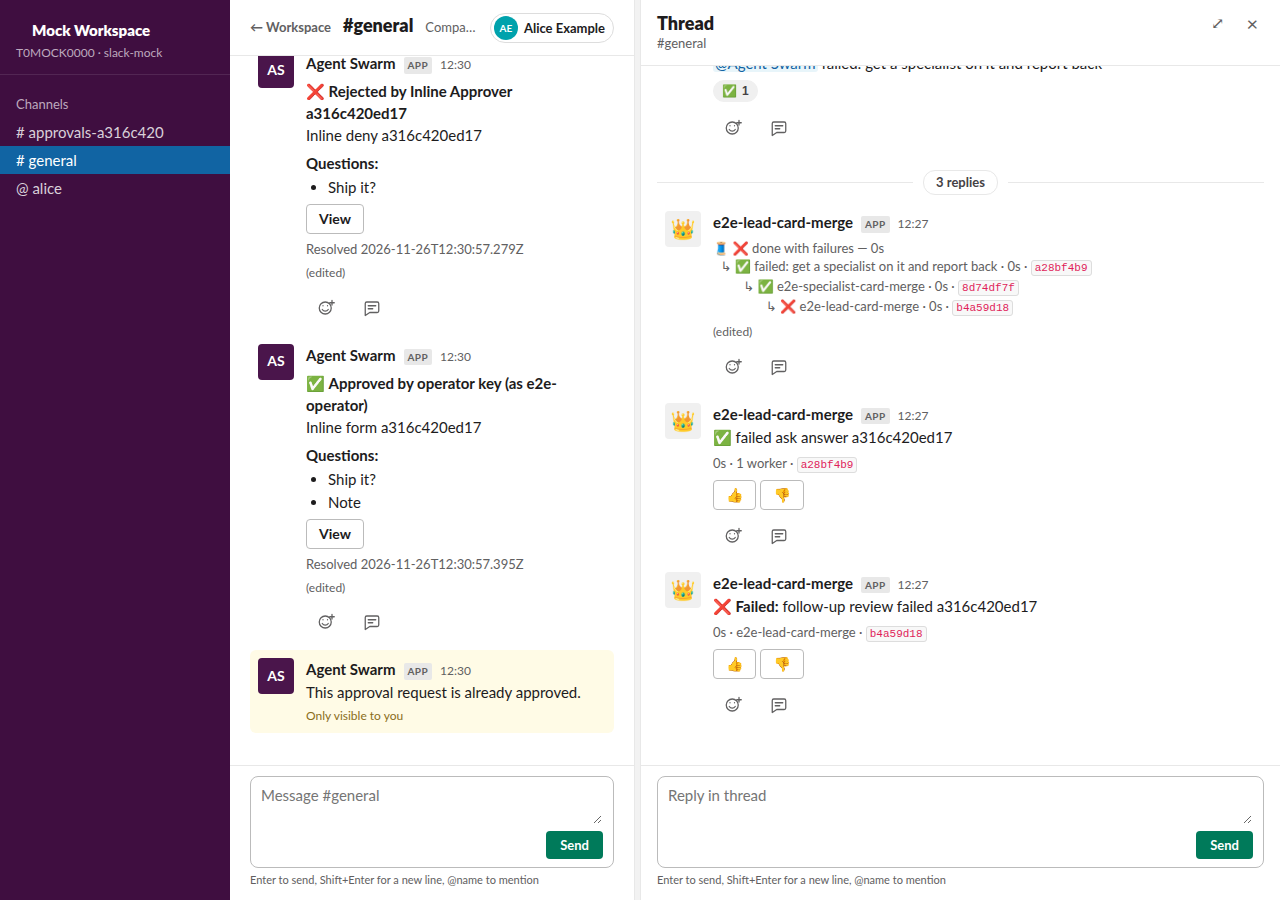 Mock Workspace
T0MOCK0000 · slack-mock
Channels
# approvals-a316c420
# general
@ alice
← Workspace
#general
Compa...
AE
Alice Example
AS
Agent Swarm APP 12:30
❌ Rejected by Inline Approver
a316c420ed17
Inline deny a316c420ed17
Questions:
• Ship it?
View
Resolved 2026-11-26T12:30:57.279Z
(edited)
AS
Agent Swarm APP 12:30
✅ Approved by operator key (as e2e-
operator)
Inline form a316c420ed17
Questions:
• Ship it?
• Note
View
Resolved 2026-11-26T12:30:57.395Z
(edited)
AS
Agent Swarm APP 12:30
This approval request is already approved.
Only visible to you
Message #general
Send
Enter to send, Shift+Enter for a new line, @name to mention
Thread
#general
@Agent Swarm failed: get a specialist on it and report back
✅ 1
3 replies
e2e-lead-card-merge APP 12:27
🧵 ❌ done with failures — 0s
↳ ✅ failed: get a specialist on it and report back · 0s · a28bf4b9
↳ ✅ e2e-specialist-card-merge · 0s · 8d74df7f
↳ ❌ e2e-lead-card-merge · 0s · b4a59d18
(edited)
e2e-lead-card-merge APP 12:27
✅ failed ask answer a316c420ed17
0s · 1 worker · a28bf4b9
👍 👎
e2e-lead-card-merge APP 12:27
❌ Failed: follow-up review failed a316c420ed17
0s · e2e-lead-card-merge · b4a59d18
👍 👎
Reply in thread
Send
Enter to send, Shift+Enter for a new line, @name to mention